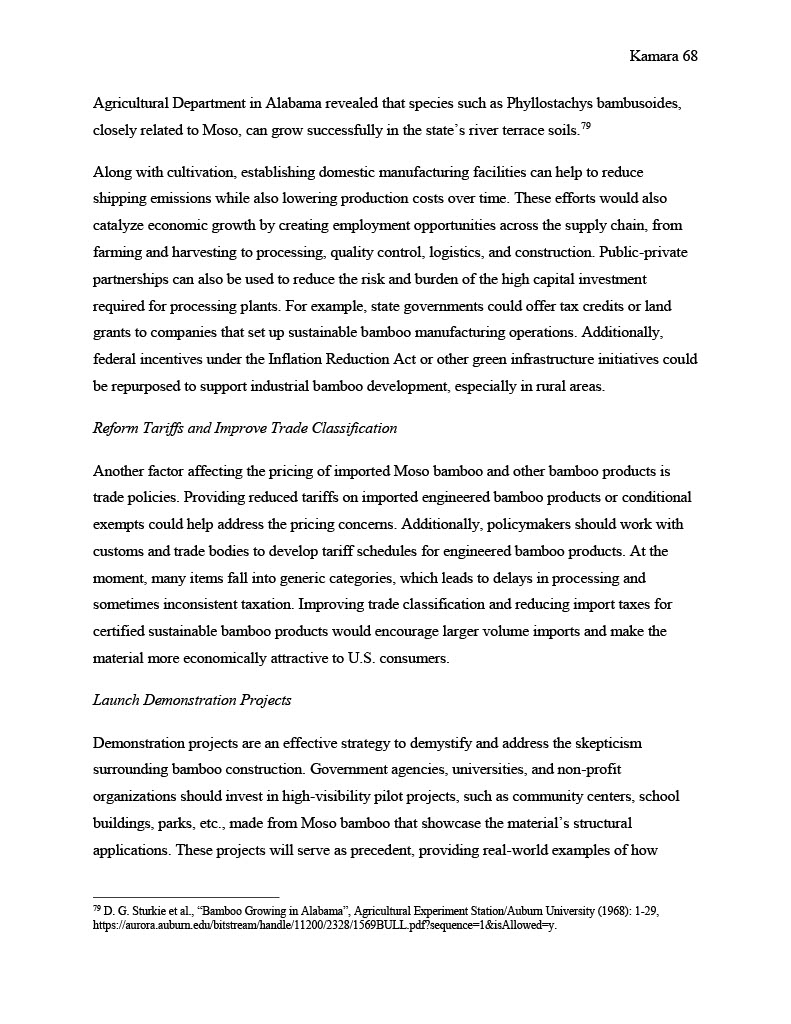 Kamara 68
Agricultural Department in Alabama revealed that species such as Phyllostachys bambusoides,
closely related to Moso, can grow successfully in the state’s river terrace soils.79
Along with cultivation, establishing domestic manufacturing facilities can help to reduce
shipping emissions while also lowering production costs over time. These efforts would also
catalyze economic growth by creating employment opportunities across the supply chain, from
farming and harvesting to processing, quality control, logistics, and construction. Public-private
partnerships can also be used to reduce the risk and burden of the high capital investment
required for processing plants. For example, state governments could offer tax credits or land
grants to companies that set up sustainable bamboo manufacturing operations. Additionally,
federal incentives under the Inflation Reduction Act or other green infrastructure initiatives could
be repurposed to support industrial bamboo development, especially in rural areas.
Reform Tariffs and Improve Trade Classification
Another factor affecting the pricing of imported Moso bamboo and other bamboo products is
trade policies. Providing reduced tariffs on imported engineered bamboo products or conditional
exempts could help address the pricing concerns. Additionally, policymakers should work with
customs and trade bodies to develop tariff schedules for engineered bamboo products. At the
moment, many items fall into generic categories, which leads to delays in processing and
sometimes inconsistent taxation. Improving trade classification and reducing import taxes for
certified sustainable bamboo products would encourage larger volume imports and make the
material more economically attractive to U.S. consumers.
Launch Demonstration Projects
Demonstration projects are an effective strategy to demystify and address the skepticism
surrounding bamboo construction. Government agencies, universities, and non-profit
organizations should invest in high-visibility pilot projects, such as community centers, school
buildings, parks, etc., made from Moso bamboo that showcase the material’s structural
applications. These projects will serve as precedent, providing real-world examples of how
79 D. G. Sturkie et al., “Bamboo Growing in Alabama”, Agricultural Experiment Station/Auburn University (1968): 1-29,
https://aurora.auburn.edu/bitstream/handle/11200/2328/1569BULL.pdf?sequence=1&isAllowed=y.